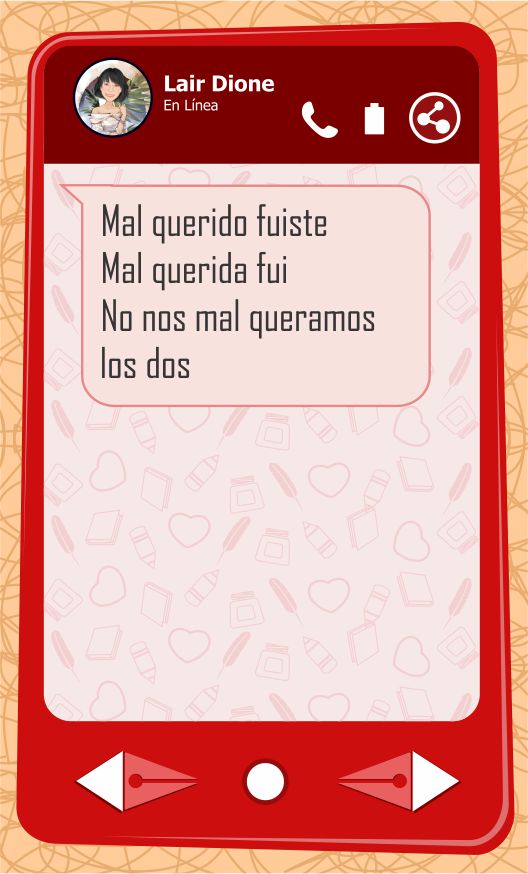 Lair Dione
En Línea
Mal querido fuiste
Mal querida fui
No nos mal queramos
los dos